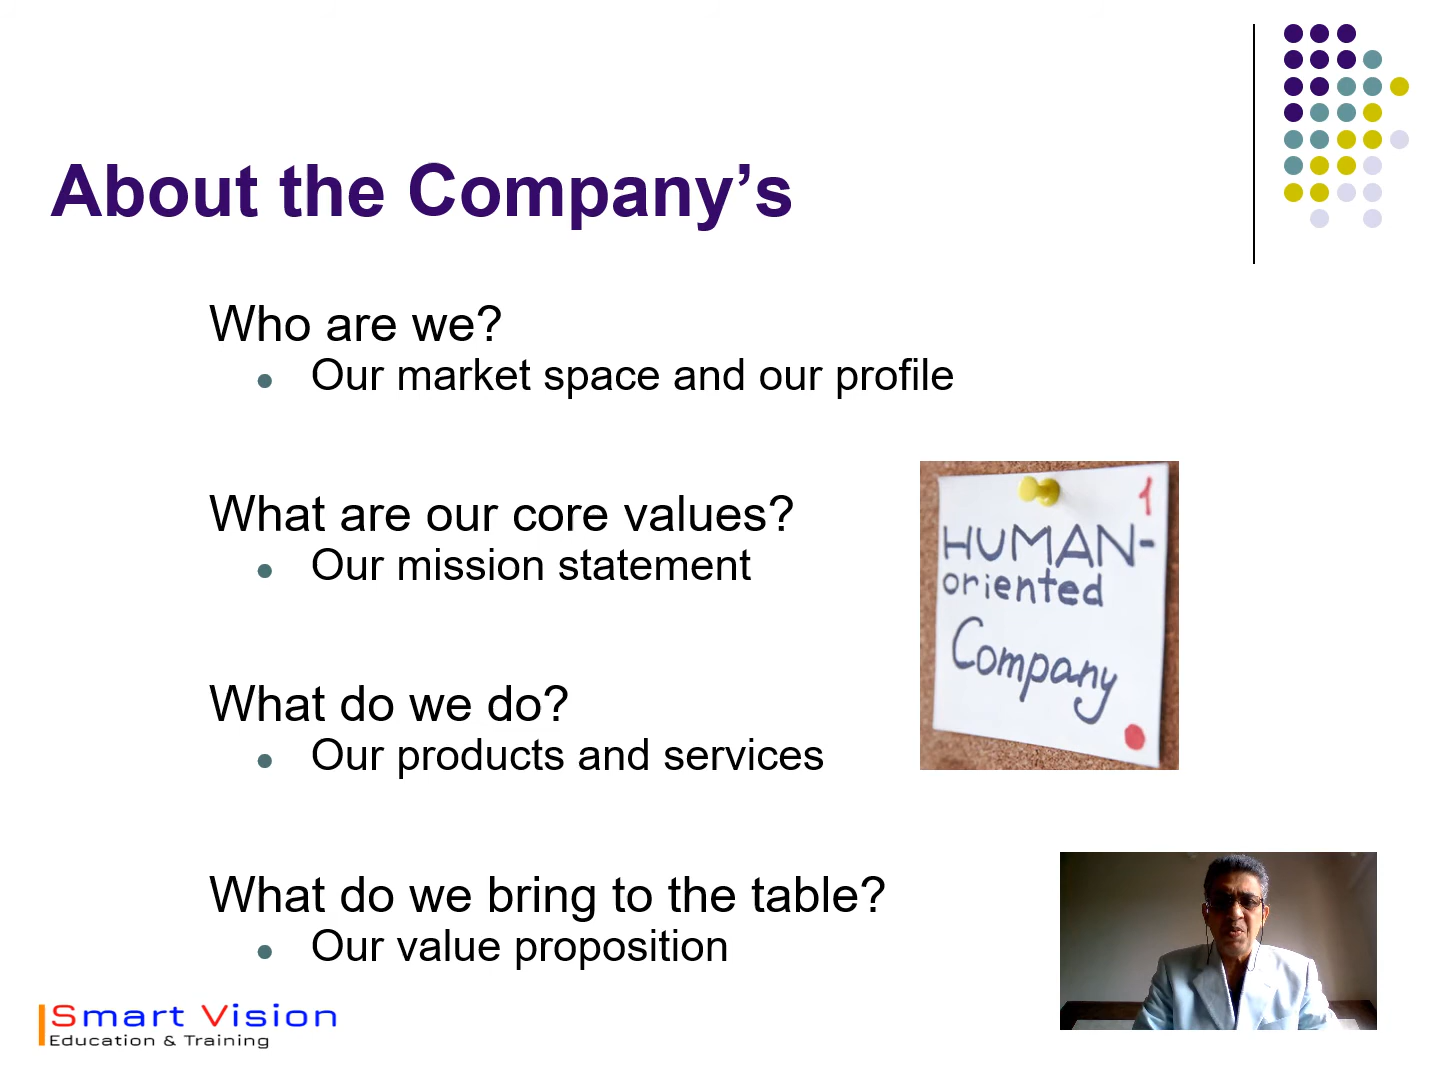 About the Company’s
Who are we?
Our market space and our profile
What are our core values?
Our mission statement
1
HUMAN-
oriented
Company
What do we do?
Our products and services
What do we bring to the table?
Our value proposition
Smart Vision
Education & Training